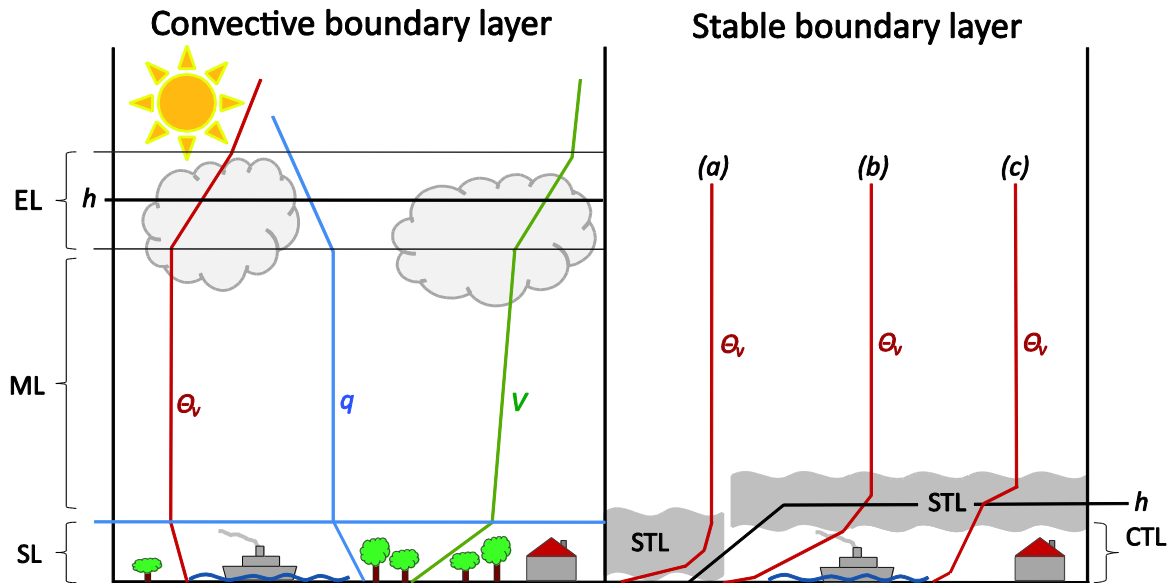 Convective boundary layer
Stable boundary layer
(a)
(b)
(c)
EL
h
Θᵥ
Θᵥ
Θᵥ
ML
Θᵥ
q
V
STL
h
STL
CTL
SL